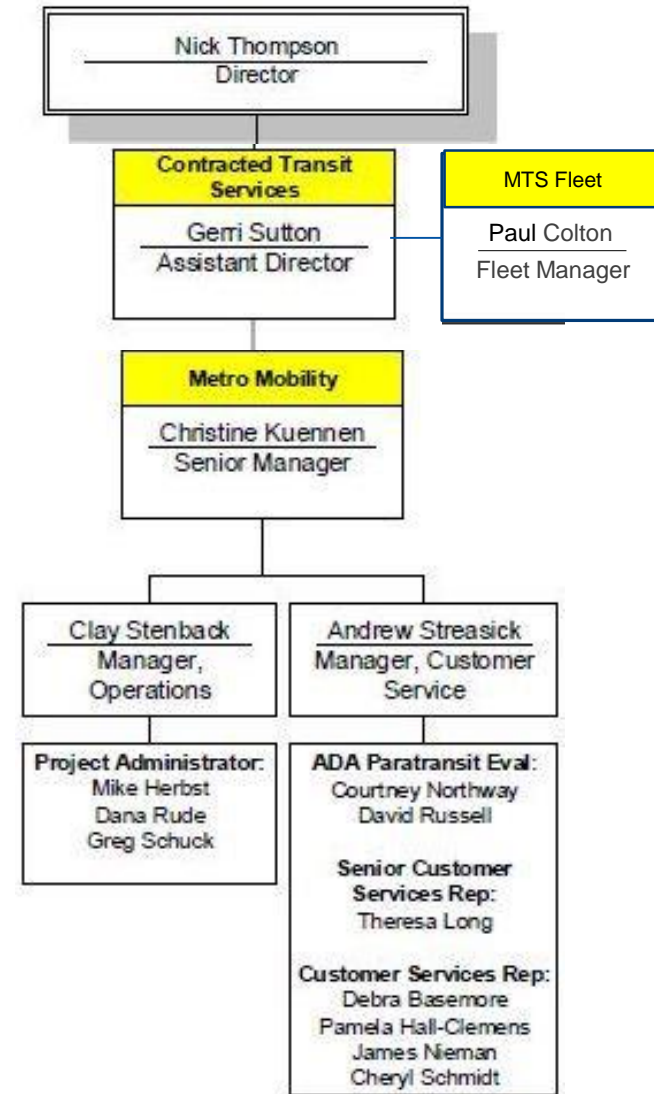 Nick Thompson
Director
Contracted Transit
Services
Gerri Sutton
Assistant Director
MTS Fleet
Paul Colton
Fleet Manager
Metro Mobility
Christine Kuennen
Senior Manager
Clay Stenback
Manager,
Operations
Andrew Streasick
Manager, Customer
Service
Project Administrator:
Mike Herbst
Dana Rude
Greg Schuck
ADA Paratransit Eval:
Courtney Northway
David Russell
Senior Customer
Services Rep:
Theresa Long
Customer Services Rep:
Debra Basemore
Pamela Hall-Clemens
James Nieman
Cheryl Schmidt